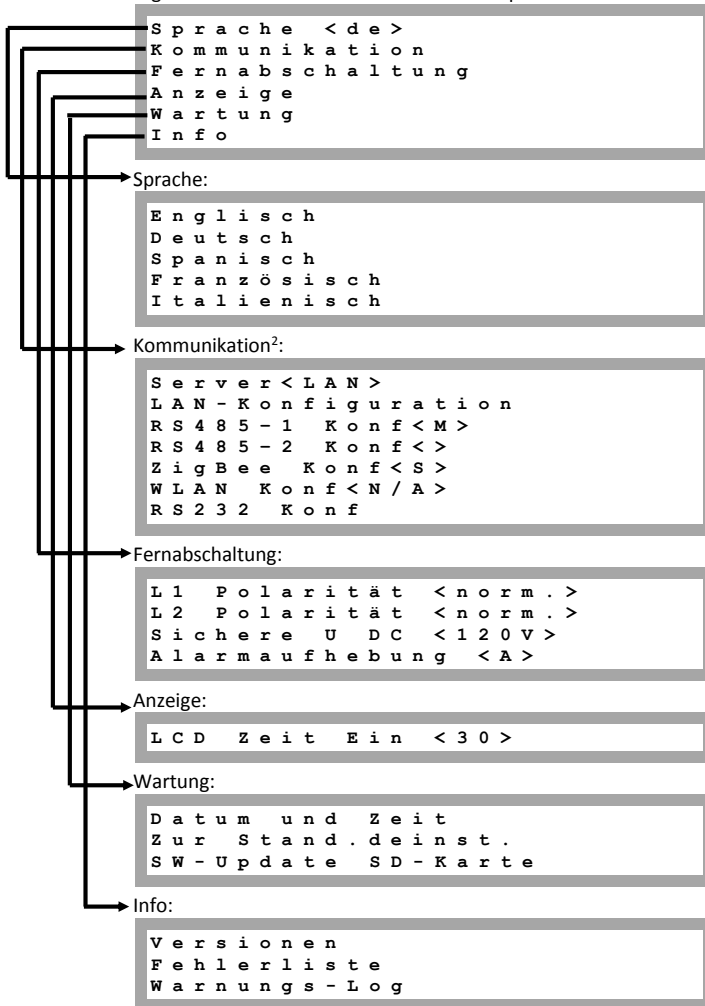 Sprache <de>
Kommunikation
Fernabschaltung
Anzeige
Wartung
Info
Sprache:
Englisch
Deutsch
Spanisch
Französisch
Italienisch
Kommunikation²:
Server<LAN>
LAN-Konfiguration
RS485-1 Konf<M>
RS485-2 Konf<>
ZigBee Konf<S>
WLAN Konf<N/A>
RS232 Konf
Fernabschaltung:
L1 Polarität <norm.>
L2 Polarität <norm.>
Sichere U DC <120V>
Alarmaufhebung <A>
Anzeige:
LCD Zeit Ein <30>
Wartung:
Datum und Zeit
Zur Stand.deinst.
SW-Update SD-Karte
Info:
Versionen
Fehlerliste
Warnungs-Log